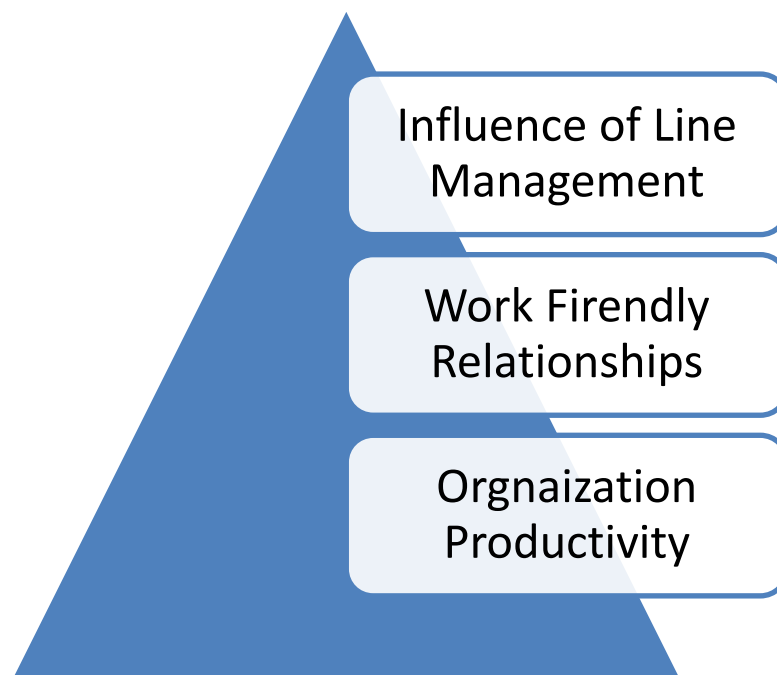 Influence of Line
Management
Work Firendly
Relationships
Orgnaization
Productivity